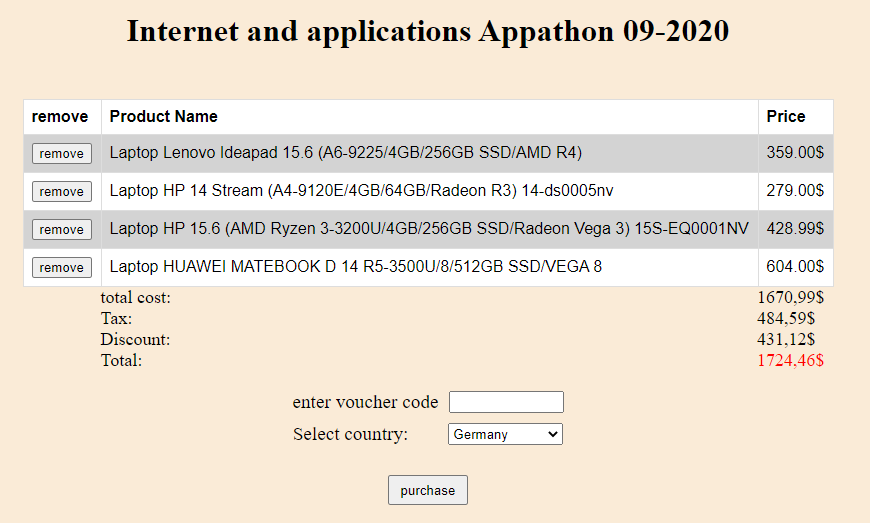 Internet and applications Appathon 09-2020
remove Product Name Price
remove Laptop Lenovo Ideapad 15.6 (A6-9225/4GB/256GB SSD/AMD R4) 359.00$
remove Laptop HP 14 Stream (A4-9120E/4GB/64GB/Radeon R3) 14-ds0005nv 279.00$
remove Laptop HP 15.6 (AMD Ryzen 3-3200U/4GB/256GB SSD/Radeon Vega 3) 15S-EQ0001NV 428.99$
remove Laptop HUAWEI MATEBOOK D 14 R5-3500U/8/512GB SSD/VEGA 8 604.00$
total cost: 1670,99$
Tax: 484,59$
Discount: 431,12$
Total: 1724,46$
enter voucher code
Select country: Germany
purchase